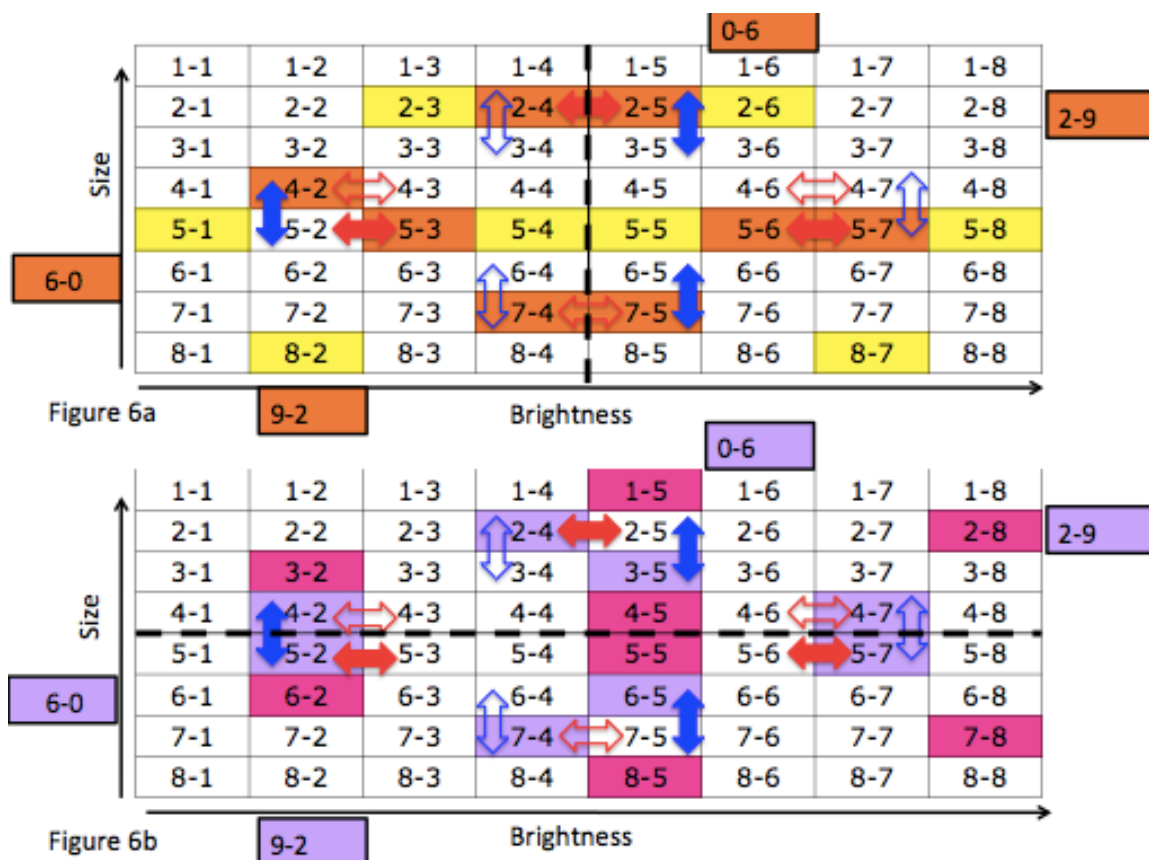 0-6
1-1 1-2 1-3 1-4 1-5 1-6 1-7 1-8
2-1 2-2 2-3 2-4 2-5 2-6 2-7 2-8 2-9
3-1 3-2 3-3 3-4 3-5 3-6 3-7 3-8
Size
4-1 4-2 4-3 4-4 4-5 4-6 4-7 4-8
5-1 5-2 5-3 5-4 5-5 5-6 5-7 5-8
6-0 6-1 6-2 6-3 6-4 6-5 6-6 6-7 6-8
7-1 7-2 7-3 7-4 7-5 7-6 7-7 7-8
8-1 8-2 8-3 8-4 8-5 8-6 8-7 8-8
Figure 6a 9-2 Brightness
0-6
1-1 1-2 1-3 1-4 1-5 1-6 1-7 1-8
2-1 2-2 2-3 2-4 2-5 2-6 2-7 2-8 2-9
3-1 3-2 3-3 3-4 3-5 3-6 3-7 3-8
Size
4-1 4-2 4-3 4-4 4-5 4-6 4-7 4-8
5-1 5-2 5-3 5-4 5-5 5-6 5-7 5-8
6-0 6-1 6-2 6-3 6-4 6-5 6-6 6-7 6-8
7-1 7-2 7-3 7-4 7-5 7-6 7-7 7-8
8-1 8-2 8-3 8-4 8-5 8-6 8-7 8-8
Figure 6b 9-2 Brightness